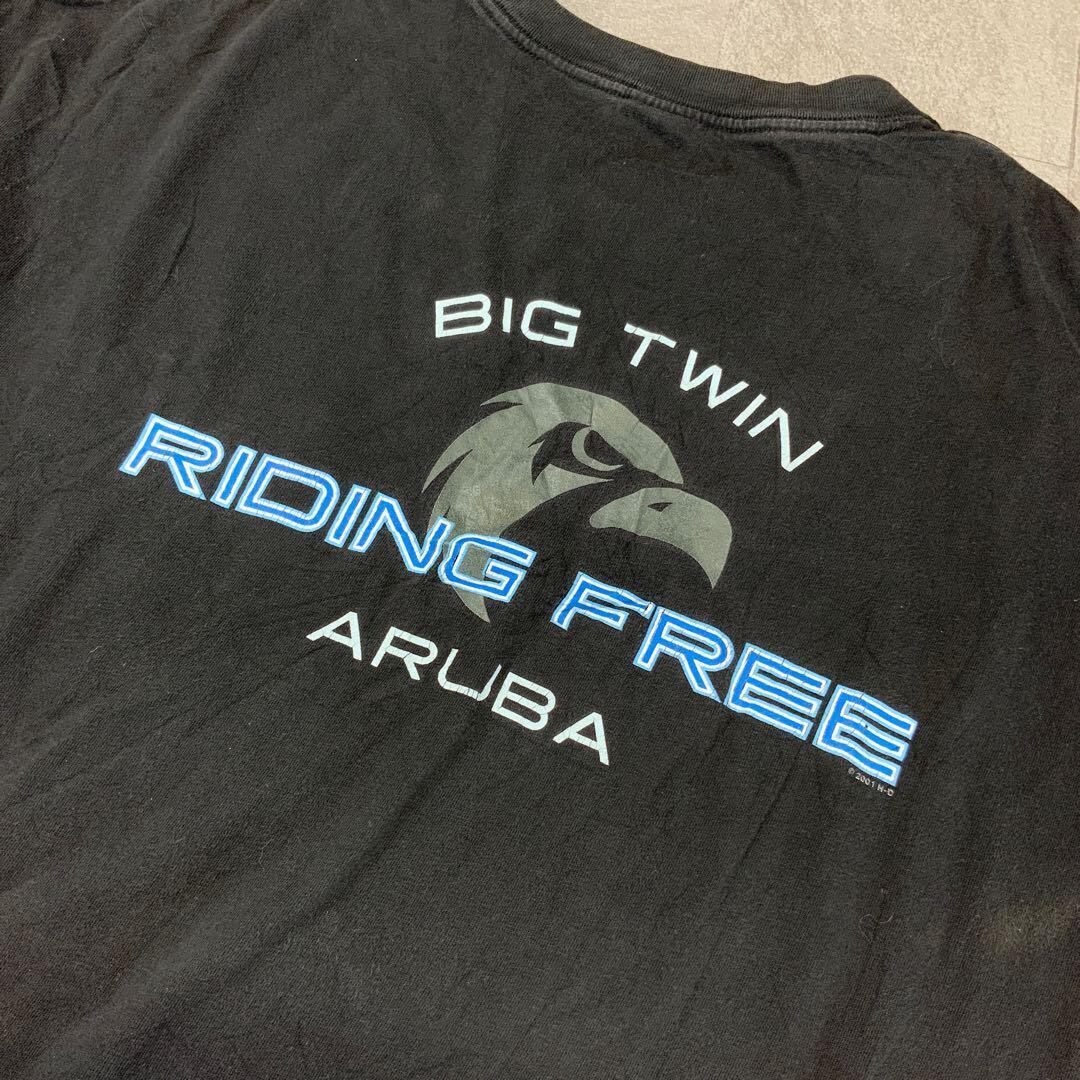 BIG TWIN
RIDING FREE
ARUBA
© 2001 H-D